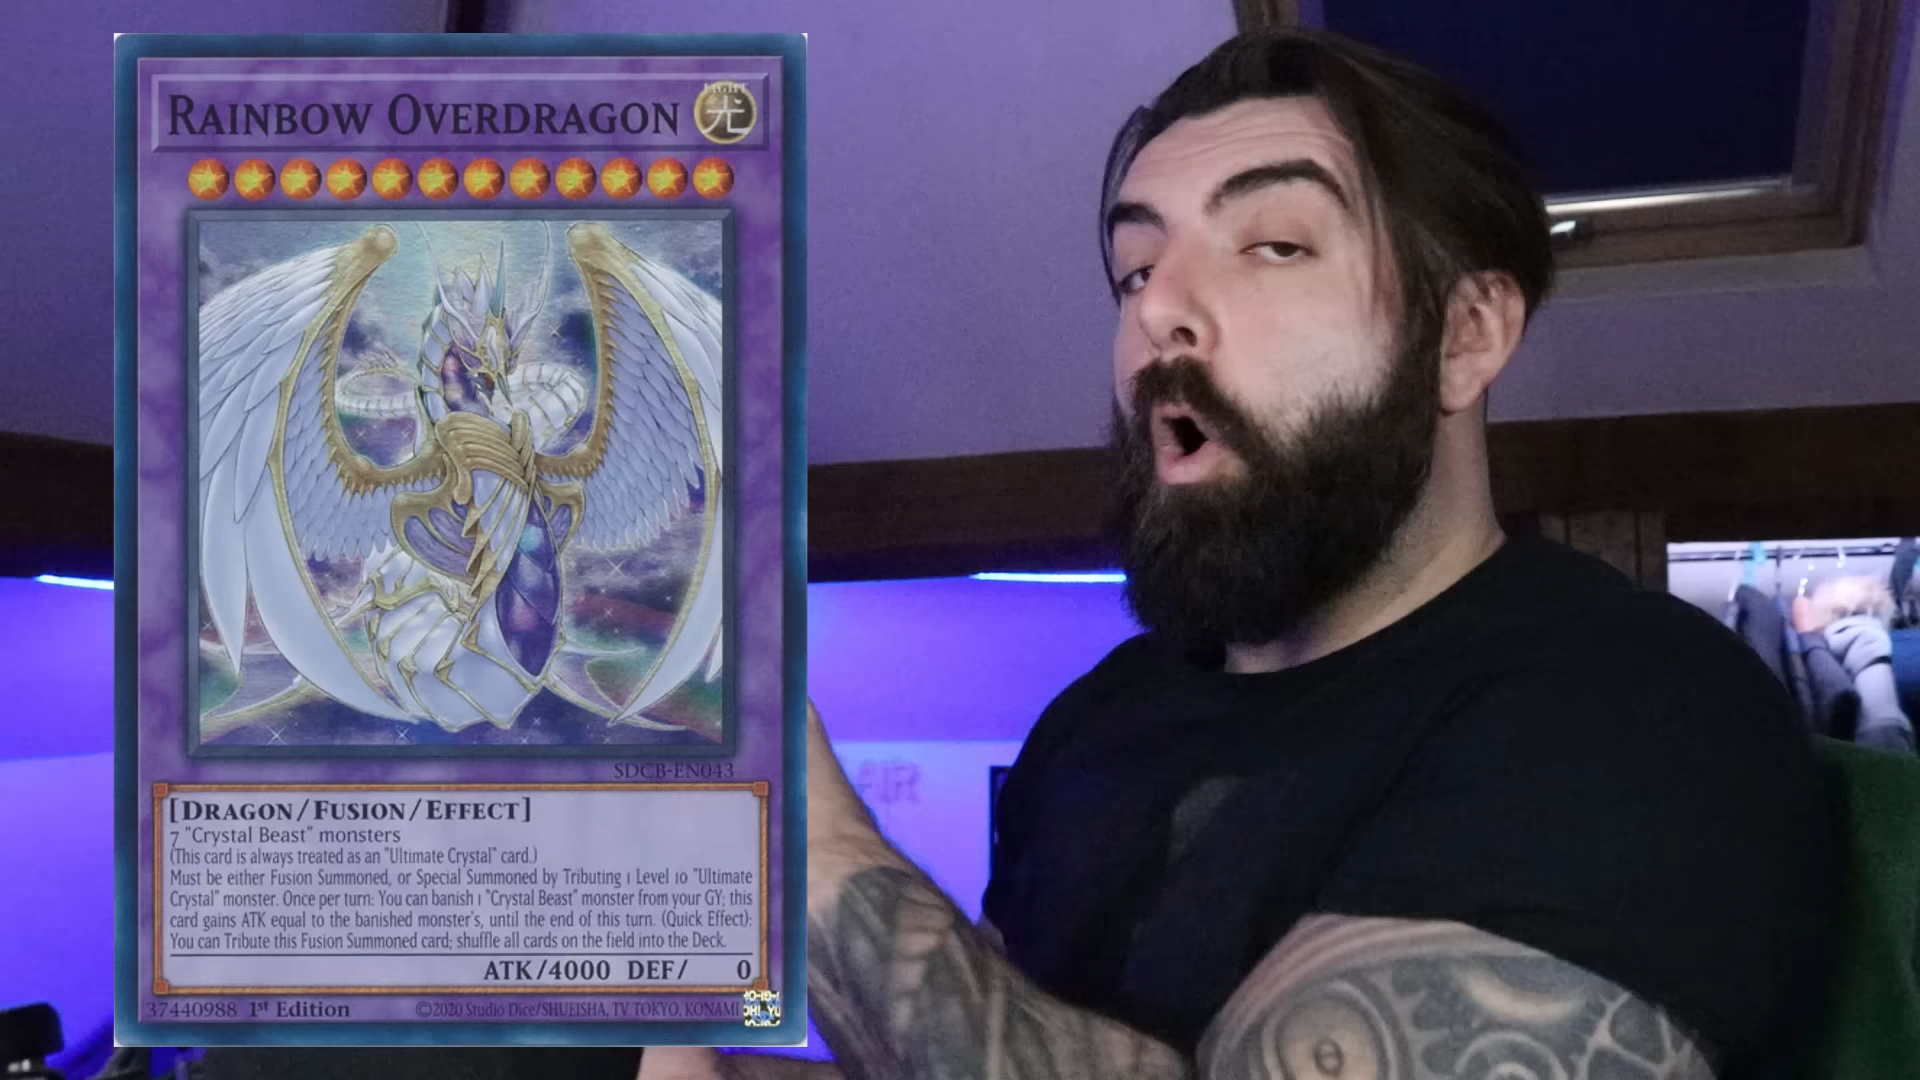 RAINBOW OVERDRAGON
LIGHT
光
SDCB-EN043
[DRAGON/FUSION/EFFECT]
7 "Crystal Beast" monsters
(This card is always treated as an "Ultimate Crystal" card.)
Must be either Fusion Summoned, or Special Summoned by Tributing 1 Level 10 "Ultimate
Crystal" monster. Once per turn: You can banish 1 "Crystal Beast" monster from your GY; this
card gains ATK equal to the banished monster's, until the end of this turn. (Quick Effect):
You can Tribute this Fusion Summoned card; shuffle all cards on the field into the Deck.
ATK/4000 DEF/ 0
37440988 1st Edition ©2020 Studio Dice/SHUEISHA, TV TOKYO, KONAMI